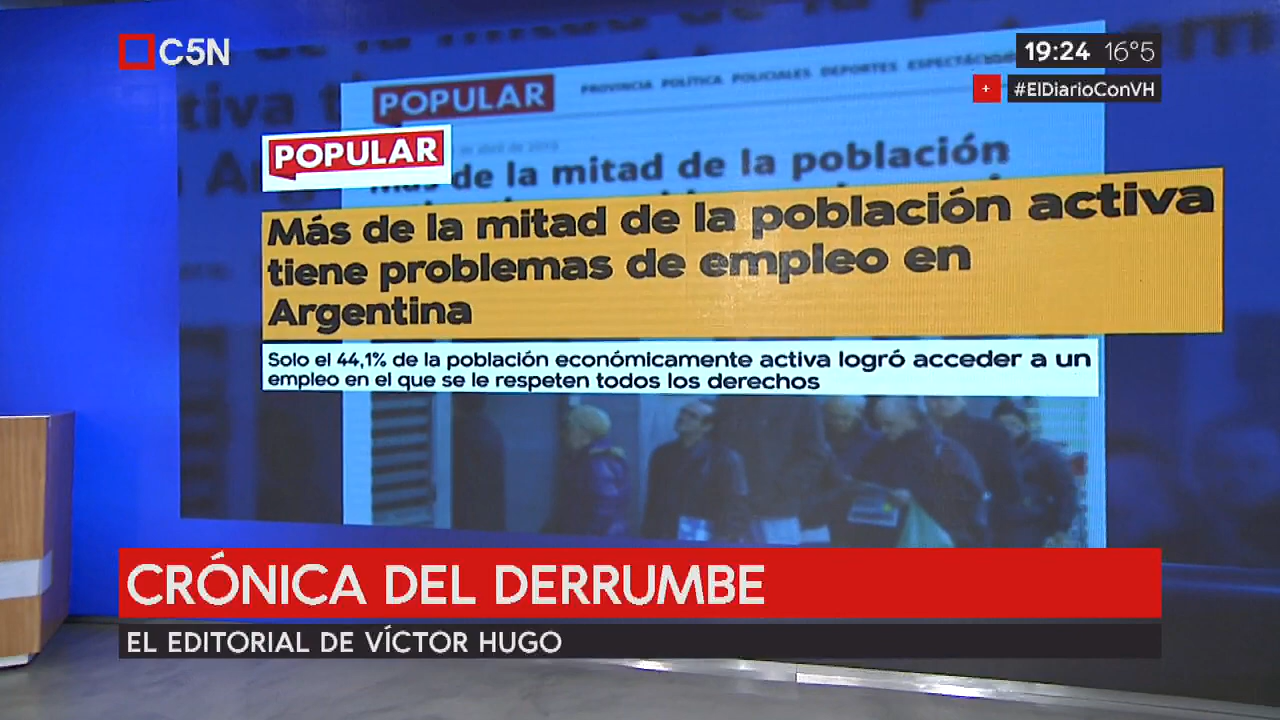 C5N
19:24 16°5
+ #ElDiarioConVH
POPULAR
PROVINCIA POLÍTICA POLICIALES DEPORTES
POPULAR
Más de la mitad de la población
Más de la mitad de la población activa
tiene problemas de empleo en
Argentina
Solo el 44,1% de la población económicamente activa logró acceder a un
empleo en el que se le respeten todos los derechos
CRÓNICA DEL DERRUMBE
EL EDITORIAL DE VÍCTOR HUGO